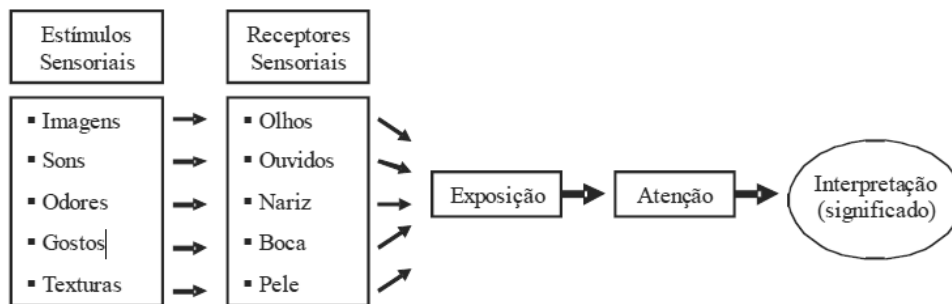 Estímulos
Sensoriais
Receptores
Sensoriais
▪ Imagens
▪ Sons
▪ Odores
▪ Gostos
▪ Texturas
▪ Olhos
▪ Ouvidos
▪ Nariz
▪ Boca
▪ Pele
Exposição
Atenção
Interpretação
(significado)